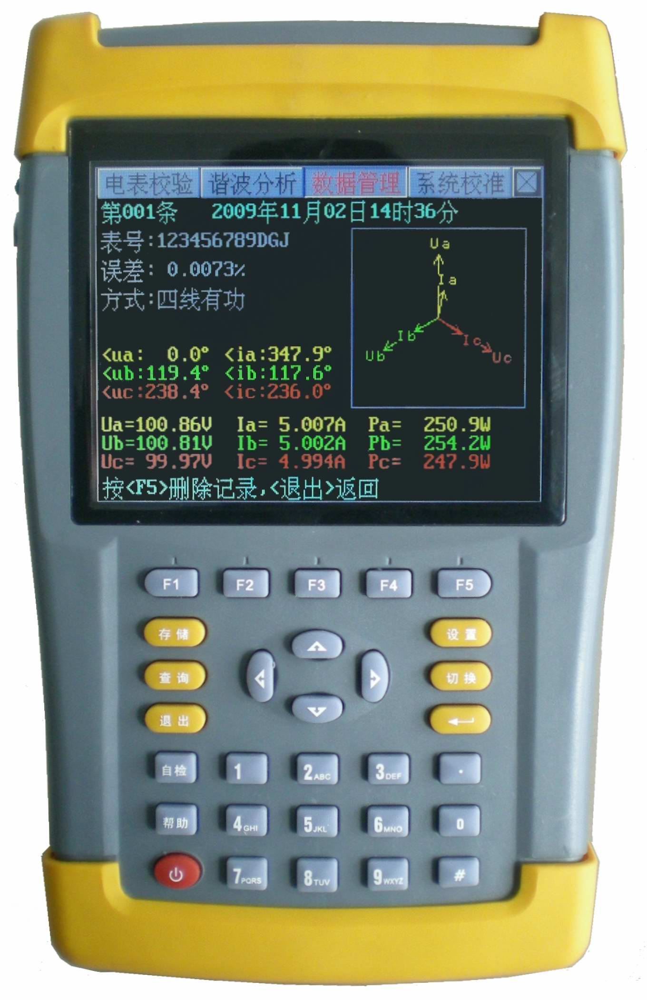 电表校验 谐波分析 数据管理 系统校准
第001条 2009年11月02日14时36分
表号:123456789DGJ
误差: 0.0073%
方式:四线有功
Ua
Ia
Ib Ic
Ub Uc
<ua: 0.0° <ia:347.9°
<ub:119.4° <ib:117.6°
<uc:238.4° <ic:236.0°
Ua=100.86V Ia= 5.007A Pa= 250.9W
Ub=100.81V Ib= 5.002A Pb= 254.2W
Uc= 99.97V Ic= 4.994A Pc= 247.9W
按<F5>删除记录,<退出>返回
F1 F2 F3 F4 F5
存储 设置
查询 切换
退出
自检 1 2ABC 3DEF .
帮助 4GHI 5JKL 6MNO 0
7PQRS 8TUV 9WXYZ #